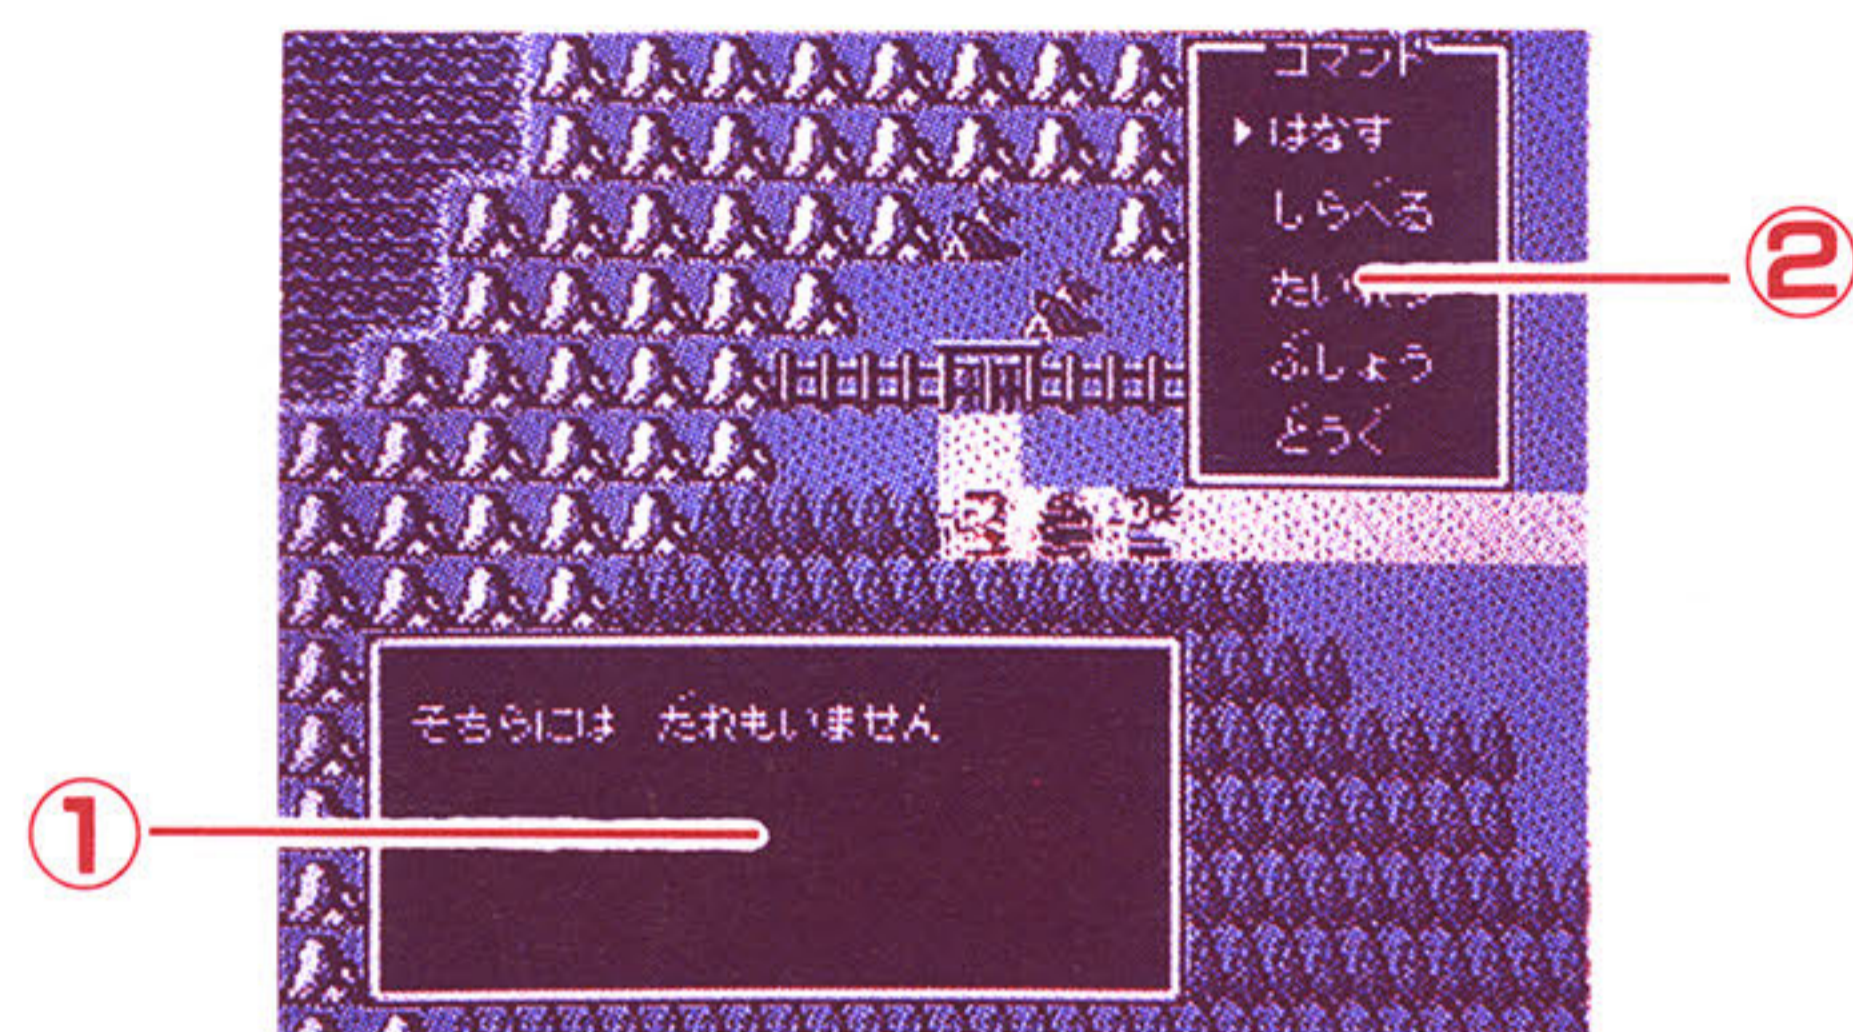 コマンド
▶はなす
しらべる
②
たいれつ
ぶしょう
どうぐ
そちらには だれもいません
①